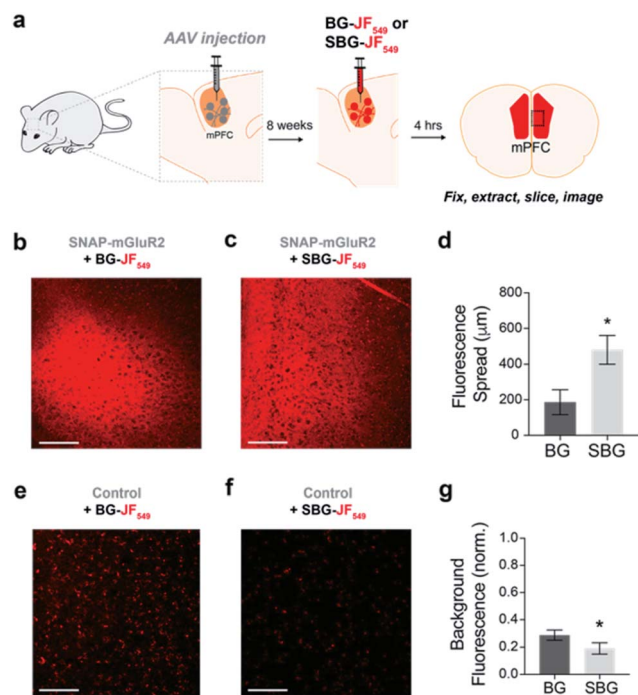 a
AAV injection
BG-JF549 or
SBG-JF549
mPFC
8 weeks
4 hrs
mPFC
Fix, extract, slice, image
b
SNAP-mGluR2
+ BG-JF549
c
SNAP-mGluR2
+ SBG-JF549
d
Fluorescence
Spread (μm)
800
600
400
200
0
*
BG SBG
e
Control
+ BG-JF549
f
Control
+ SBG-JF549
g
Background
Fluorescence (norm.)
1.0
0.8
0.6
0.4
0.2
0.0
*
BG SBG